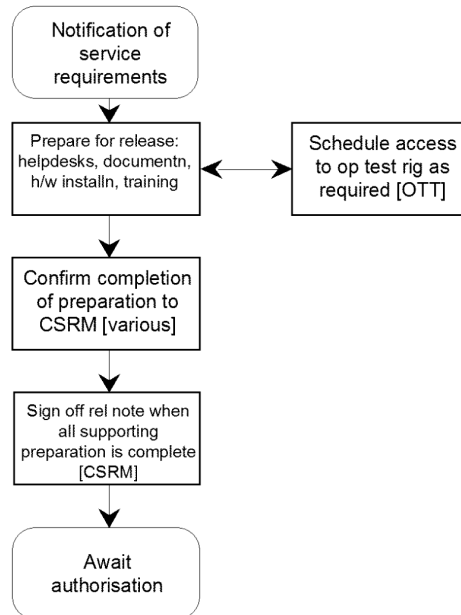 Notification of
service
requirements
Prepare for release:
helpdesks, documentn,
h/w installn, training
Schedule access
to op test rig as
required [OTT]
Confirm completion
of preparation to
CSRM [various]
Sign off rel note when
all supporting
preparation is complete
[CSRM]
Await
authorisation